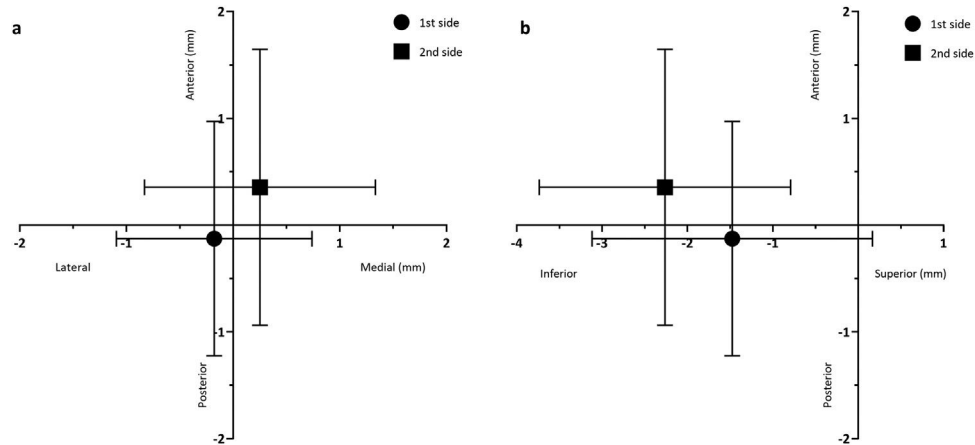 a
2
1st side
2nd side
Anterior (mm)
1
-2
-1
1
2
Lateral
Medial (mm)
-1
Posterior
-2
b
2
1st side
2nd side
Anterior (mm)
1
-4
-3
-2
-1
1
Inferior
Superior (mm)
-1
Posterior
-2